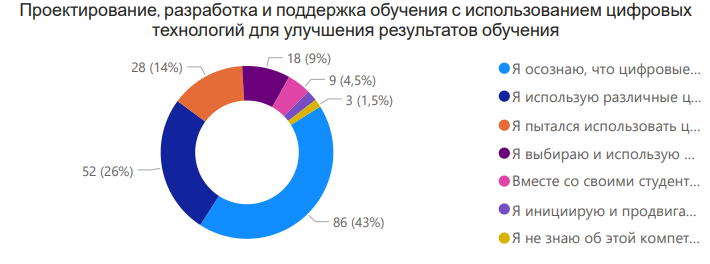 Проектирование, разработка и поддержка обучения с использованием цифровых
технологий для улучшения результатов обучения
18 (9%)
28 (14%)
9 (4,5%)
3 (1,5%)
52 (26%)
86 (43%)
Я осознаю, что цифровые...
Я использую различные ц...
Я пытался использовать ц...
Я выбираю и использую ...
Вместе со своими студент...
Я инициирую и продвига...
Я не знаю об этой компет...